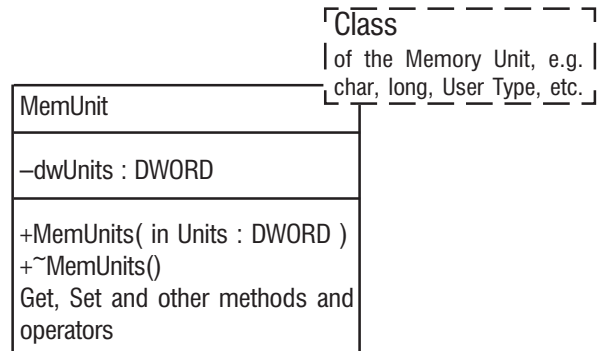 Class
of the Memory Unit, e.g.
char, long, User Type, etc.
MemUnit
–dwUnits : DWORD
+MemUnits( in Units : DWORD )
+~MemUnits()
Get, Set and other methods and
operators